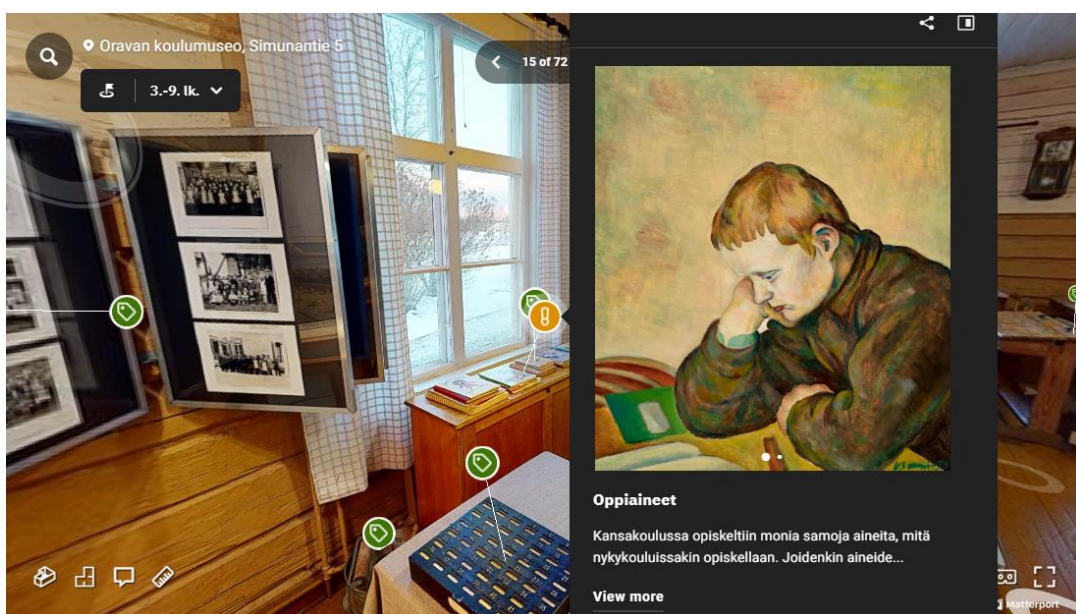 Oravan koulumuseo, Simunantie 5
3.-9. lk.
15 of 72
Oppiaineet
Kansakoulussa opiskeltiin monia samoja aineita, mitä
nykykouluissakin opiskellaan. Joidenkin aineide...
View more
Matterport